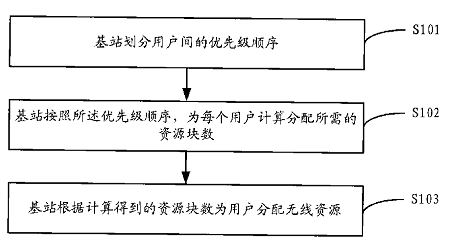 基站划分用户间的优先级顺序
S101
基站按照所述优先级顺序，为每个用户计算分配所需的
资源块数
S102
基站根据计算得到的资源块数为用户分配无线资源
S103